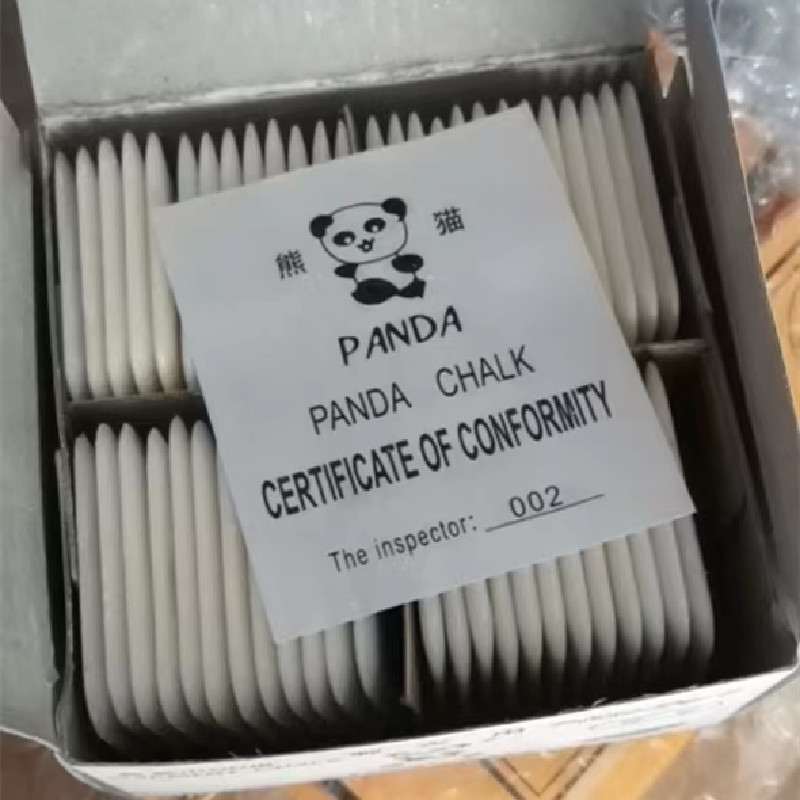 熊 猫
PANDA
PANDA CHALK
CERTIFICATE OF CONFORMITY
The inspector: 002